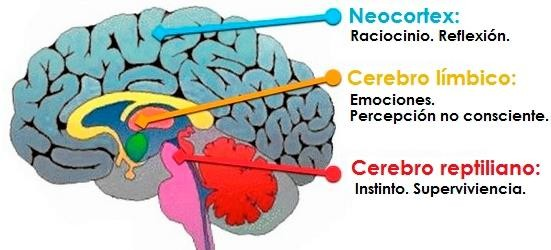 Neocortex:
Raciocinio. Reflexión.
Cerebro límbico:
Emociones.
Percepción no consciente.
Cerebro reptiliano:
Instinto. Superviviencia.